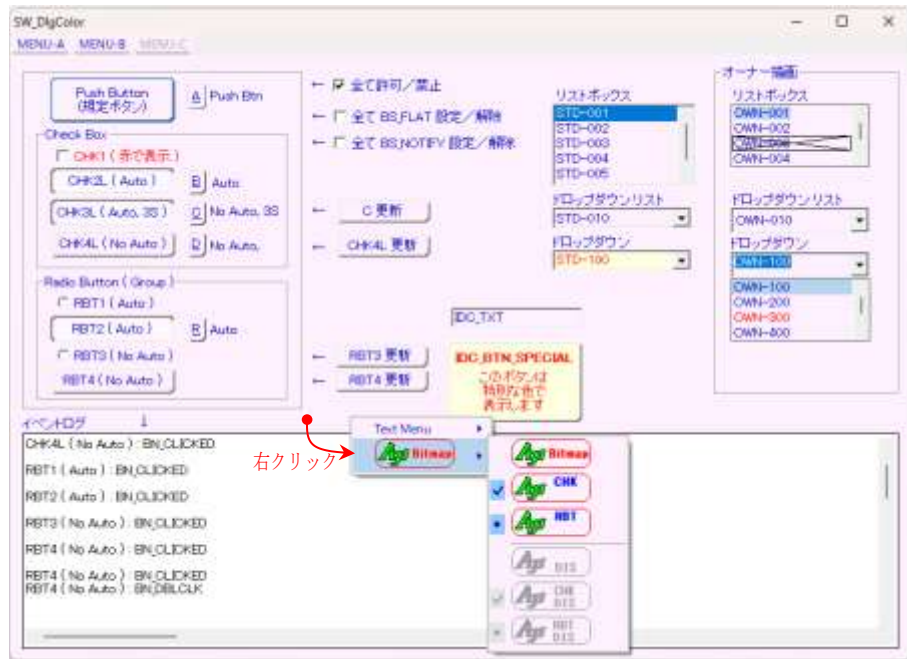 SW_DlgColor
MENU-A MENU-B MENU-C
Push Button
(規定ボタン)
A Push Btn
Check Box
CHK1 ( 赤で表示 )
CHK2L ( Auto )
B Auto
CHK3L ( Auto, 3S )
C No Auto, 3S
CHK4L ( No Auto )
D No Auto,
Radio Button ( Group )
RBT1 ( Auto )
RBT2 ( Auto )
R Auto
RBT3 ( No Auto )
RBT4 ( No Auto )
← 全て許可/禁止
← 全て BS_FLAT 設定/解除
← 全て BS_NOTIFY 設定/解除
← C 更新
← CHK4L 更新
← RBT3 更新
← RBT4 更新
IDC_TXT
IDC_BTN_SPECIAL
このボタンは
特別な色で
表示します
リストボックス
STD-001
STD-002
STD-003
STD-004
STD-005
ドロップダウンリスト
STD-010
ドロップダウン
STD-100
オーナー描画
リストボックス
OWN-001
OWN-002
OWN-003
OWN-004
ドロップダウンリスト
OWN-010
ドロップダウン
OWN-100
OWN-100
OWN-200
OWN-300
OWN-400
イベントログ ↓
CHK4L ( No Auto ) : BN_CLICKED
RBT1 ( Auto ) : BN_CLICKED
RBT2 ( Auto ) : BN_CLICKED
RBT3 ( No Auto ) : BN_CLICKED
RBT4 ( No Auto ) : BN_CLICKED
RBT4 ( No Auto ) : BN_CLICKED
RBT4 ( No Auto ) : BN_DBLCLK
右クリック
Text Menu
Ays Bitmap
Ays Bitmap
Ays CHK
Ays RBT
Ays DIS
Ays CHK DIS
Ays RBT DIS